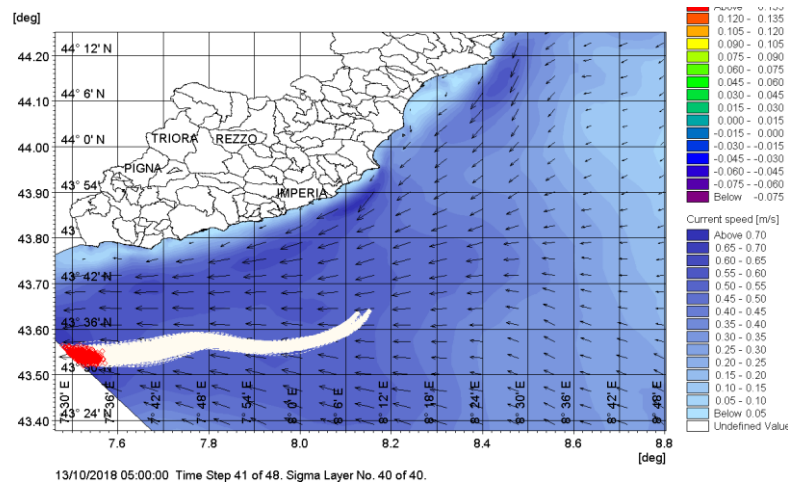 [deg]
Above 0.135
0.120 - 0.135
0.105 - 0.120
0.090 - 0.105
0.075 - 0.090
0.060 - 0.075
0.045 - 0.060
0.030 - 0.045
0.015 - 0.030
0.000 - 0.015
-0.015 - 0.000
-0.030 - -0.015
-0.045 - -0.030
-0.060 - -0.045
-0.075 - -0.060
Below -0.075
Current speed [m/s]
Above 0.70
0.65 - 0.70
0.60 - 0.65
0.55 - 0.60
0.50 - 0.55
0.45 - 0.50
0.40 - 0.45
0.35 - 0.40
0.30 - 0.35
0.25 - 0.30
0.20 - 0.25
0.15 - 0.20
0.10 - 0.15
0.05 - 0.10
Below 0.05
Undefined Value
44.20
44.10
44.00
43.90
43.80
43.70
43.60
43.50
43.40
44° 12' N
44° 6' N
44° 0' N
43° 54'
43°
43° 42' N
43° 36' N
43° 24' N
TRIORA
REZZO
PIGNA
IMPERIA
7° 30' E
7° 36' E
7° 42' E
7° 48' E
8° 0' E
8° 6' E
8° 12' E
8° 18' E
8° 24' E
8° 30' E
8° 36' E
8° 48' E
7.6
7.8
8.0
8.2
8.4
8.6
8.8
[deg]
13/10/2018 05:00:00 Time Step 41 of 48. Sigma Layer No. 40 of 40.